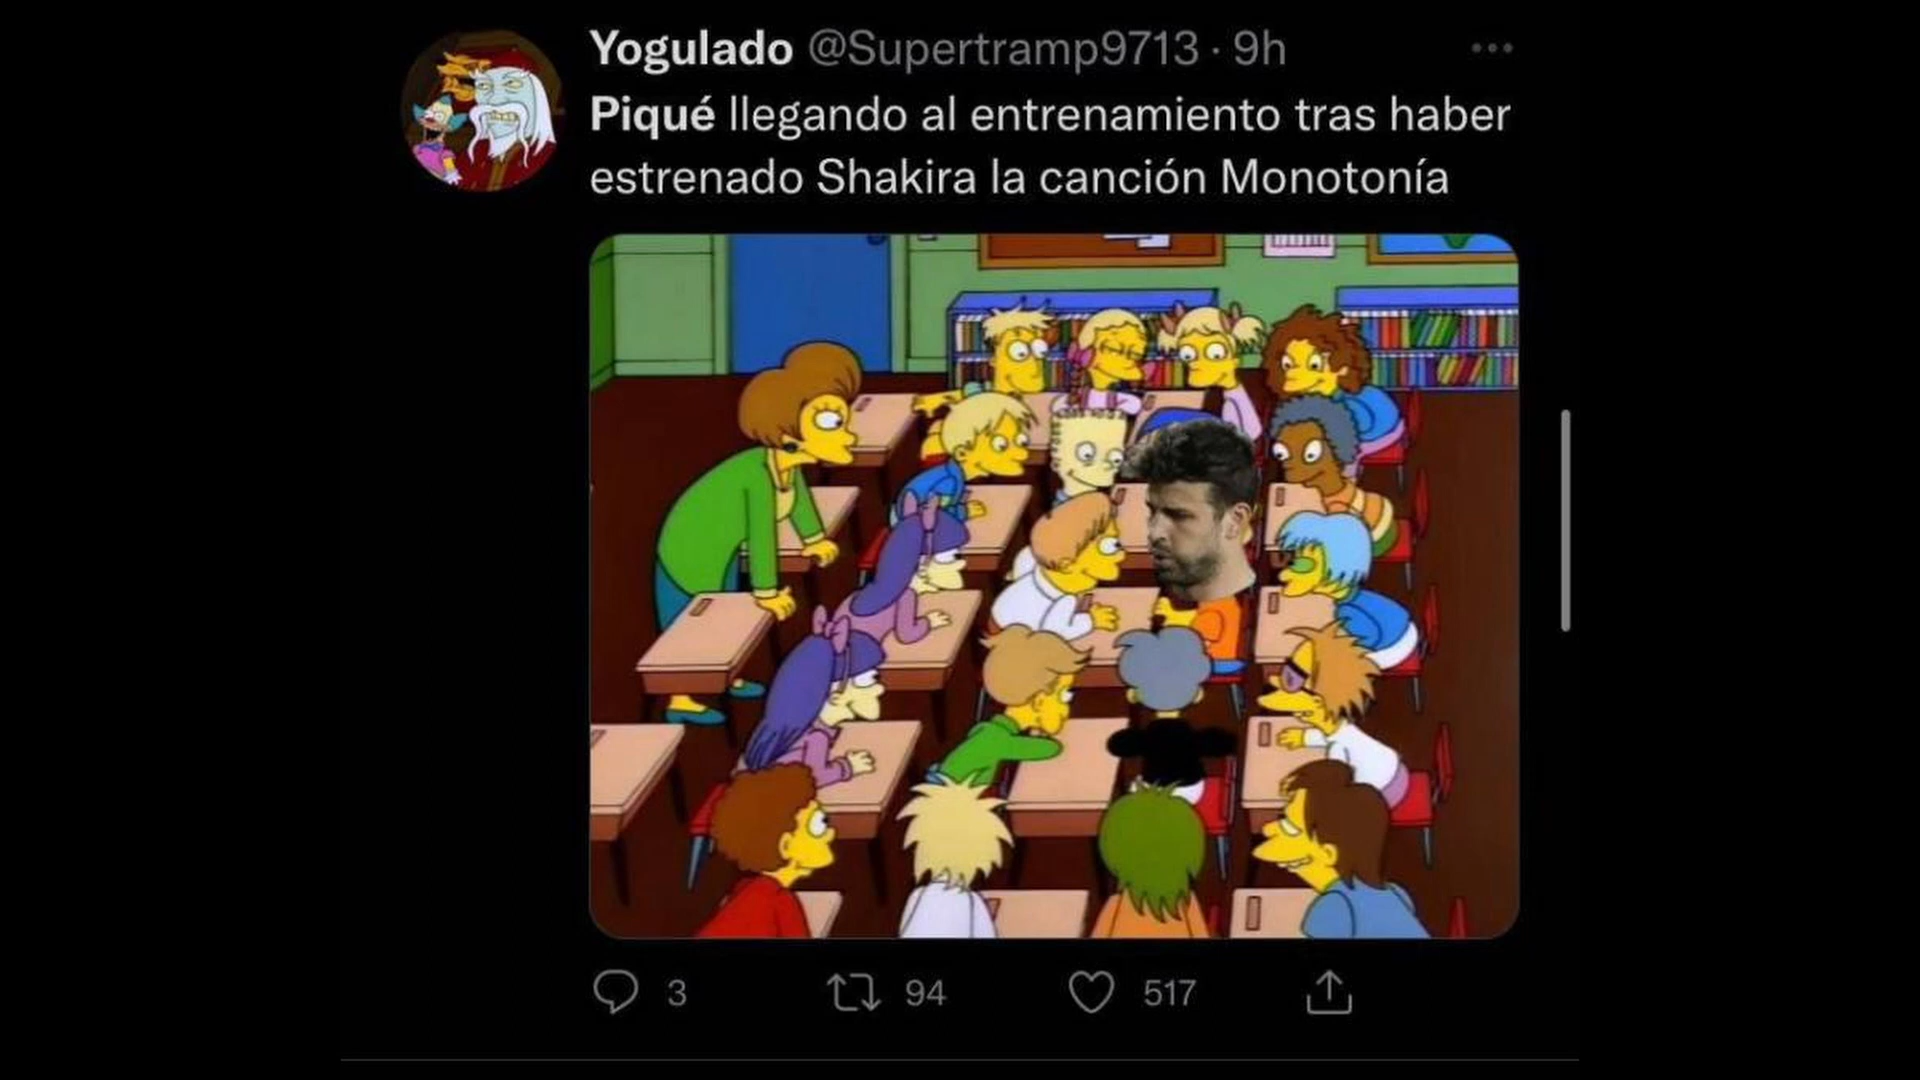 Yogulado @Supertramp9713 · 9h
Piqué llegando al entrenamiento tras haber
estrenado Shakira la canción Monotonía
3 94 517